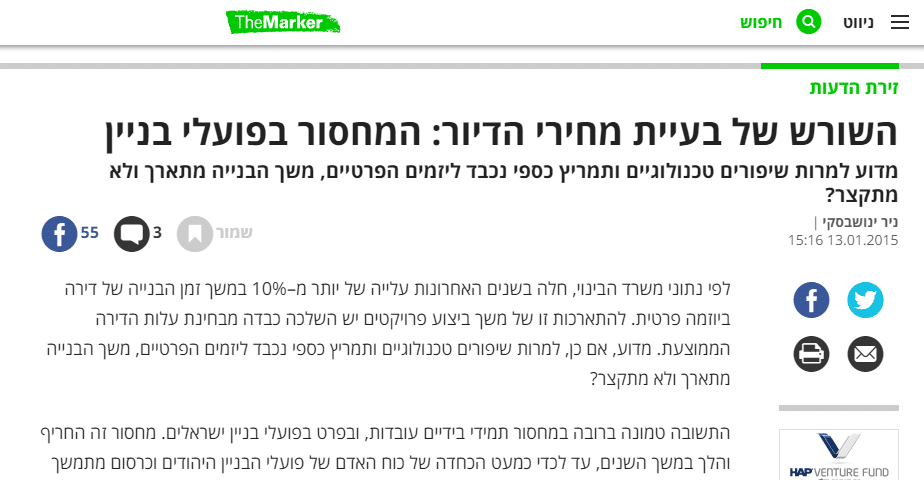 ניווט
חיפוש
TheMarker
זירת הדעות
השורש של בעיית מחירי הדיור: המחסור בפועלי בניין
מדוע למרות שיפורים טכנולוגיים ותמריץ כספי נכבד ליזמים הפרטיים, משך הבנייה מתארך ולא
מתקצר?
ניר ינושבסקי |
13.01.2015 15:16
שמור
3
55
לפי נתוני משרד הבינוי, חלה בשנים האחרונות עלייה של יותר מ–10% במשך זמן הבנייה של דירה
ביוזמה פרטית. להתארכות זו של משך ביצוע פרויקטים יש השלכה כבדה מבחינת עלות הדירה
הממוצעת. מדוע, אם כן, למרות שיפורים טכנולוגיים ותמריץ כספי נכבד ליזמים הפרטיים, משך הבנייה
מתארך ולא מתקצר?
התשובה טמונה ברובה במחסור תמידי בידיים עובדות, ובפרט בפועלי בניין ישראלים. מחסור זה החריף
והלך במשך השנים, עד לכדי כמעט הכחדה של כוח האדם של פועלי הבניין היהודים וכרסום מתמשך
HAP VENTURE FUND